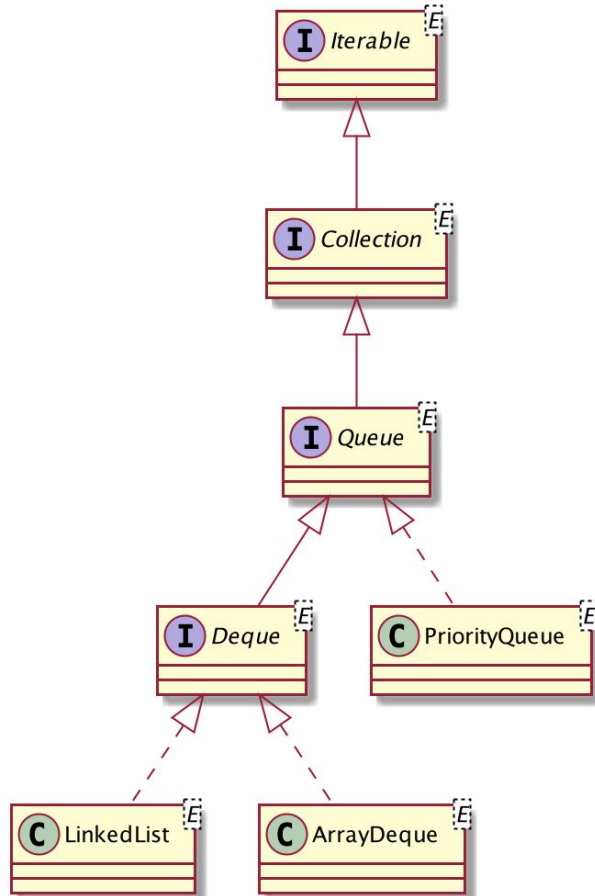 I Iterable E
I Collection E
I Queue E
I Deque E
C PriorityQueue E
C LinkedList E
C ArrayDeque E